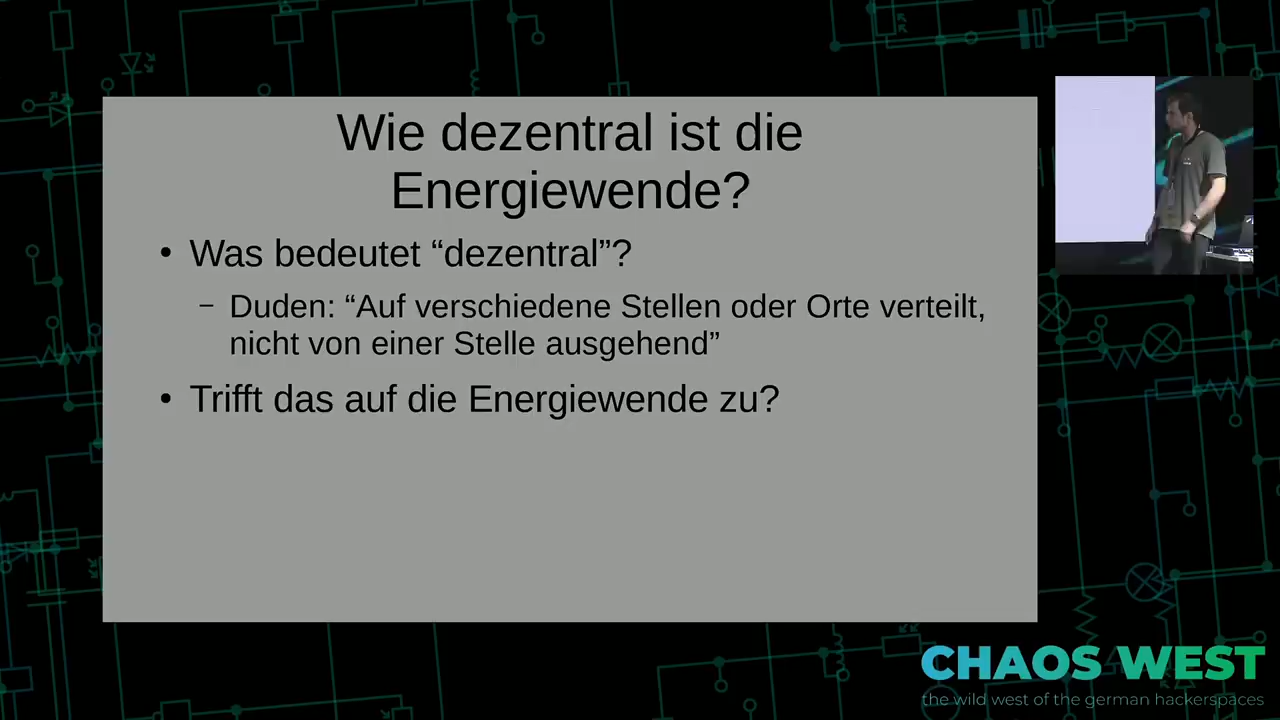 Wie dezentral ist die
Energiewende?
• Was bedeutet “dezentral”?
– Duden: “Auf verschiedene Stellen oder Orte verteilt,
nicht von einer Stelle ausgehend”
• Trifft das auf die Energiewende zu?
CHAOS WEST
the wild west of the german hackerspaces